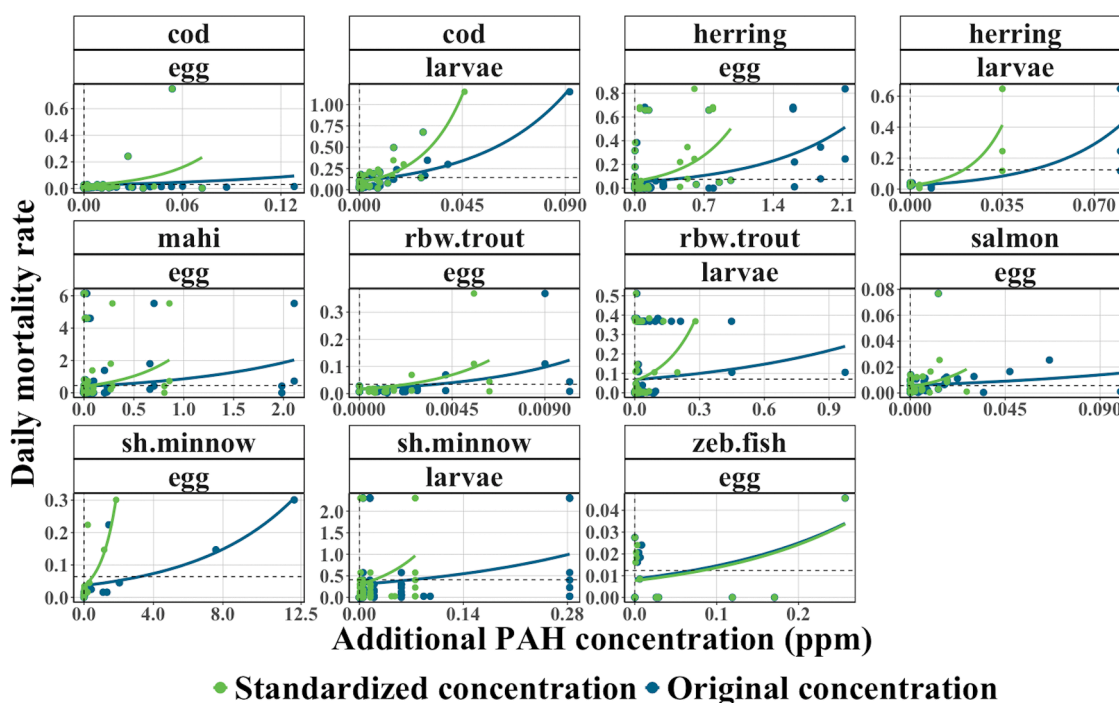 cod cod herring herring
egg larvae egg larvae
0.6 1.00 0.8 0.6
0.4 0.75 0.6 0.4
0.2 0.50 0.4 0.2
0.0 0.25 0.2 0.0
0.00 0.00
0.00 0.06 0.12 0.000 0.045 0.090 0.0 0.7 1.4 2.1 0.000 0.035 0.070
mahi rbw.trout rbw.trout salmon
egg egg larvae egg
6 0.3 0.5 0.08
4 0.2 0.4 0.06
2 0.1 0.3 0.04
0 0.0 0.2 0.02
0.1 0.00
0.0
0.0 0.5 1.0 1.5 2.0 0.0000 0.0045 0.0090 0.0 0.3 0.6 0.9 0.000 0.045 0.090
sh.minnow sh.minnow zeb.fish
egg larvae egg
0.3 2.0 0.04
0.2 1.5 0.03
0.1 1.0 0.02
0.0 0.5 0.01
0.0 0.00
0.0 4.0 8.0 12.5 0.00 0.14 0.28 0.0 0.1 0.2
Daily mortality rate
Additional PAH concentration (ppm)
Standardized concentration Original concentration